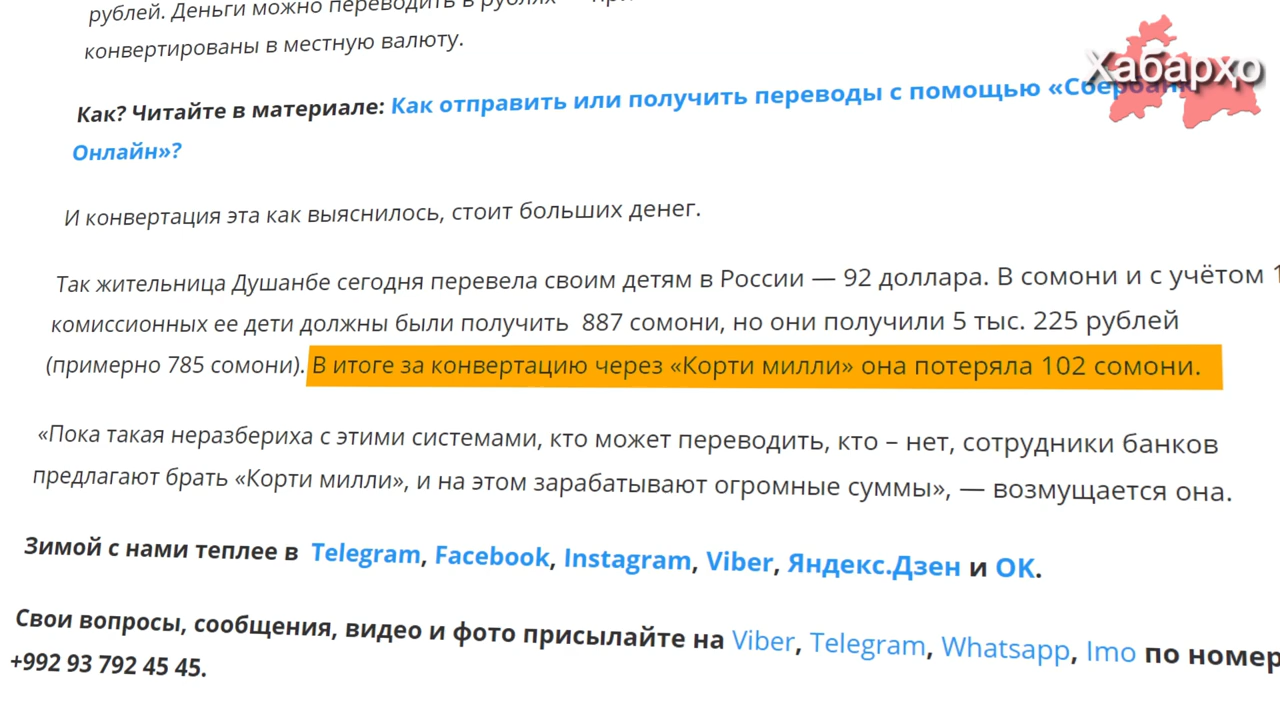 рублей. Деньги можно переводить в рублях —
конвертированы в местную валюту.
Хабарҳо
Как? Читайте в материале: Как отправить или получить переводы с помощью «Сбербанк
Онлайн»?
И конвертация эта как выяснилось, стоит больших денег.
Так жительница Душанбе сегодня перевела своим детям в России — 92 доллара. В сомони и с учётом 1
комиссионных ее дети должны были получить 887 сомони, но они получили 5 тыс. 225 рублей
(примерно 785 сомони). В итоге за конвертацию через «Корти милли» она потеряла 102 сомони.
«Пока такая неразбериха с этими системами, кто может переводить, кто – нет, сотрудники банков
предлагают брать «Корти милли», и на этом зарабатывают огромные суммы», — возмущается она.
Зимой с нами теплее в Telegram, Facebook, Instagram, Viber, Яндекс.Дзен и OK.
Свои вопросы, сообщения, видео и фото присылайте на Viber, Telegram, Whatsapp, Imo по номер
+992 93 792 45 45.